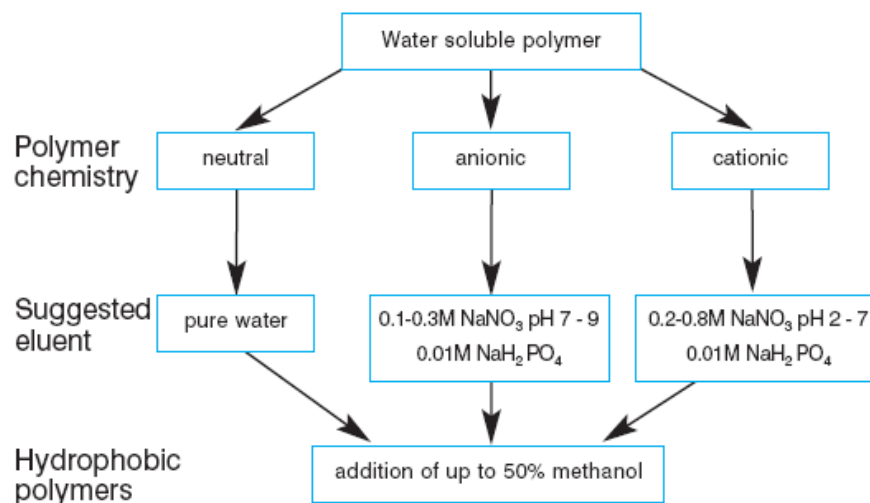 Water soluble polymer
Polymer
chemistry
neutral
anionic
cationic
Suggested
eluent
pure water
0.1-0.3M NaNO₃ pH 7 - 9
0.01M NaH₂PO₄
0.2-0.8M NaNO₃ pH 2 - 7
0.01M NaH₂PO₄
Hydrophobic
polymers
addition of up to 50% methanol